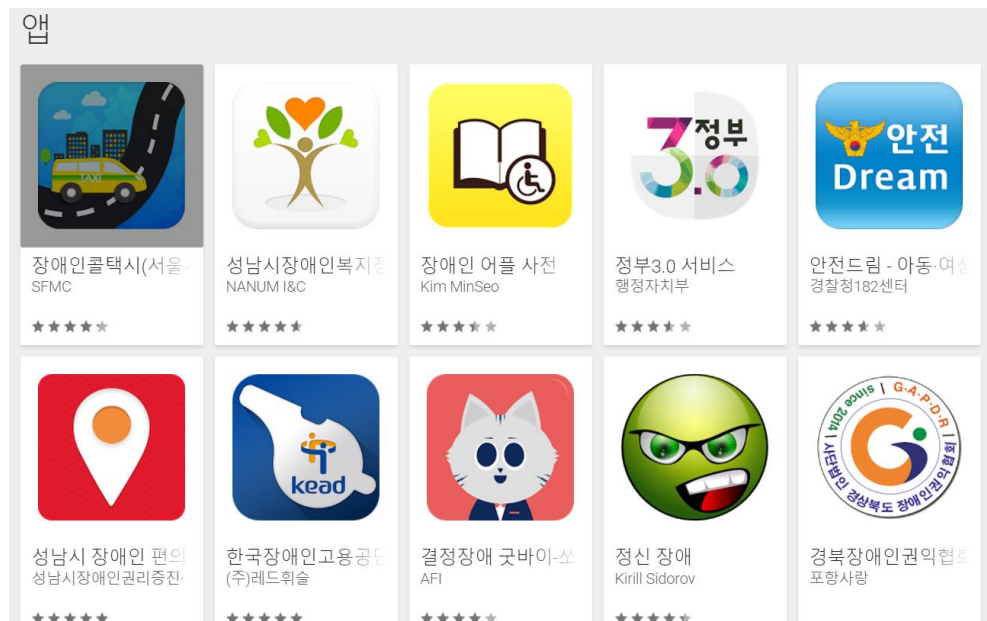 앱
TAXI
정부
3.0
안전
Dream
장애인콜택시(서울
SFMC
성남시장애인복지
NANUM I&C
장애인 어플 사전
Kim MinSeo
정부3.0 서비스
행정자치부
안전드림 - 아동·여성
경찰청182센터
kead
since 2014 | G·A·P·D·R |
사단법인 경상북도 장애인권익협회
성남시 장애인 편의
성남시장애인권리증진·
한국장애인고용공단
(주)레드휘슬
결정장애 굿바이-쏘
AFI
정신 장애
Kirill Sidorov
경북장애인권익협회
포항사랑